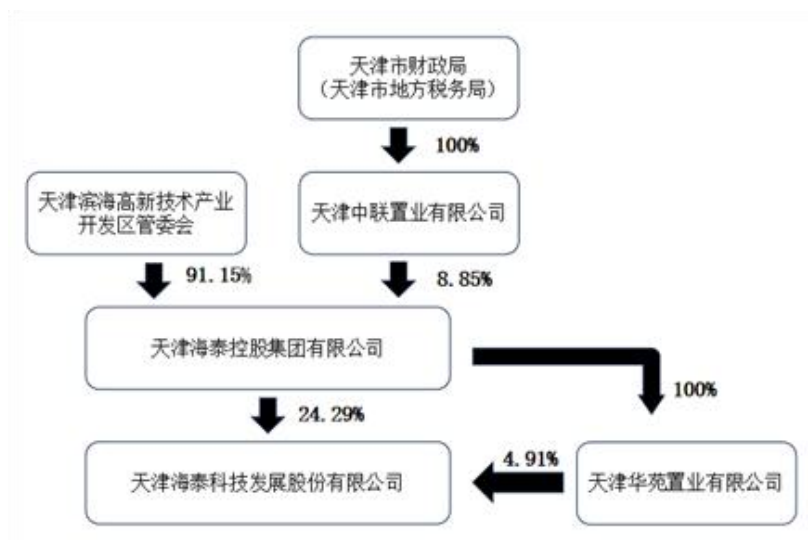 天津市财政局
（天津市地方税务局）
100%
天津滨海高新技术产业
开发区管委会
天津中联置业有限公司
91.15%
8.85%
天津海泰控股集团有限公司
100%
24.29%
4.91%
天津海泰科技发展股份有限公司
天津华苑置业有限公司